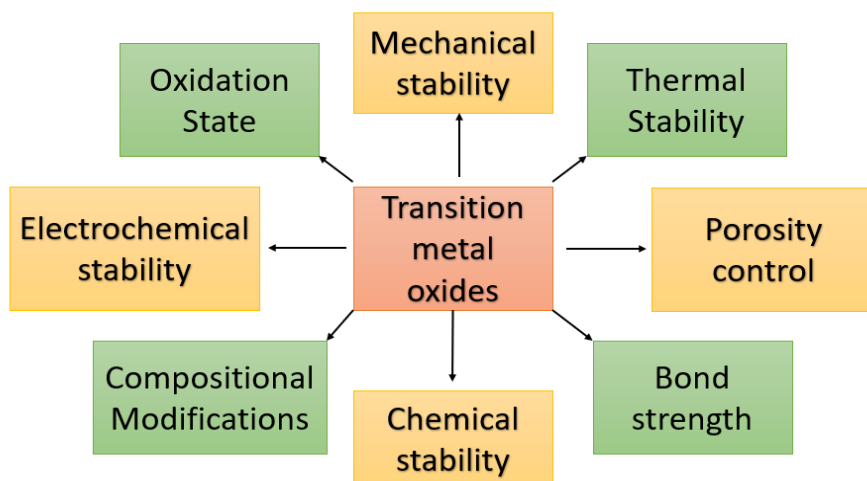 Mechanical
stability
Oxidation
State
Thermal
Stability
Electrochemical
stability
Transition
metal
oxides
Porosity
control
Compositional
Modifications
Chemical
stability
Bond
strength